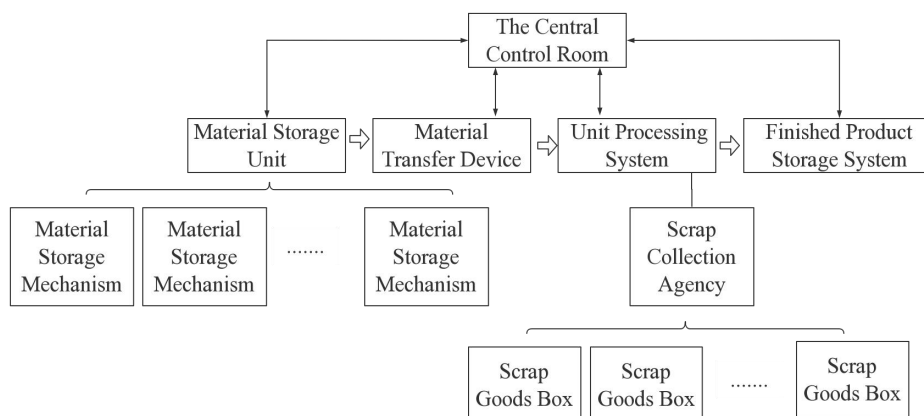 The Central
Control Room
Material Storage
Unit
Material
Transfer Device
Unit Processing
System
Finished Product
Storage System
Material
Storage
Mechanism
Material
Storage
Mechanism
.......
Material
Storage
Mechanism
Scrap
Collection
Agency
Scrap
Goods Box
Scrap
Goods Box
.......
Scrap
Goods Box